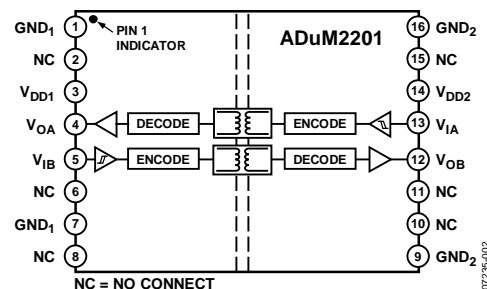 ADuM2201
PIN 1
INDICATOR
GND1 1
NC 2
VDD1 3
VOA 4
VIB 5
NC 6
GND1 7
NC 8
DECODE
ENCODE
ENCODE
DECODE
16 GND2
15 NC
14 VDD2
13 VIA
12 VOB
11 NC
10 NC
9 GND2
NC = NO CONNECT
07235-002